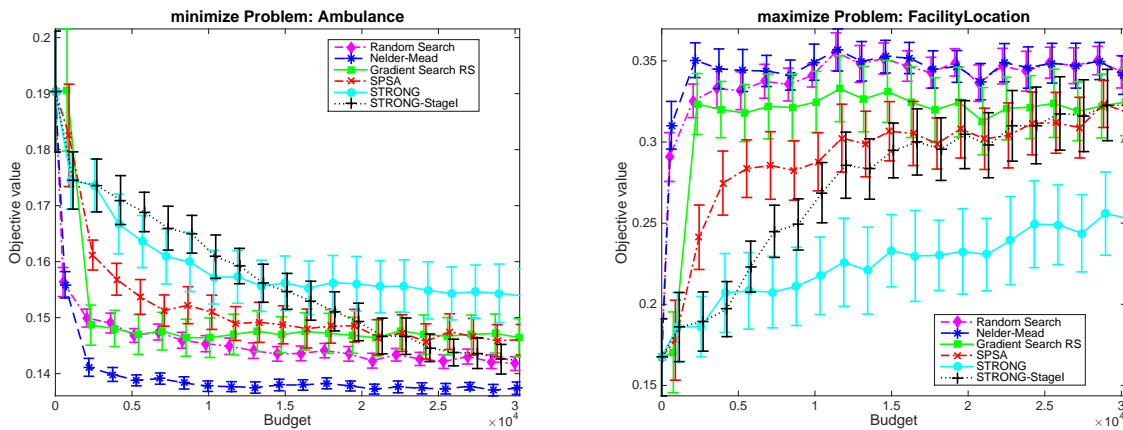 minimize Problem: Ambulance
0.2
0.19
0.18
0.17
0.16
0.15
0.14
Objective value
0
0.5
1
1.5
2
2.5
3
×10^4
Budget
Random Search
Nelder-Mead
Gradient Search RS
SPSA
STRONG
STRONG-StageI
maximize Problem: FacilityLocation
0.35
0.3
0.25
0.2
0.15
Objective value
0
0.5
1
1.5
2
2.5
3
×10^4
Budget
Random Search
Nelder-Mead
Gradient Search RS
SPSA
STRONG
STRONG-StageI